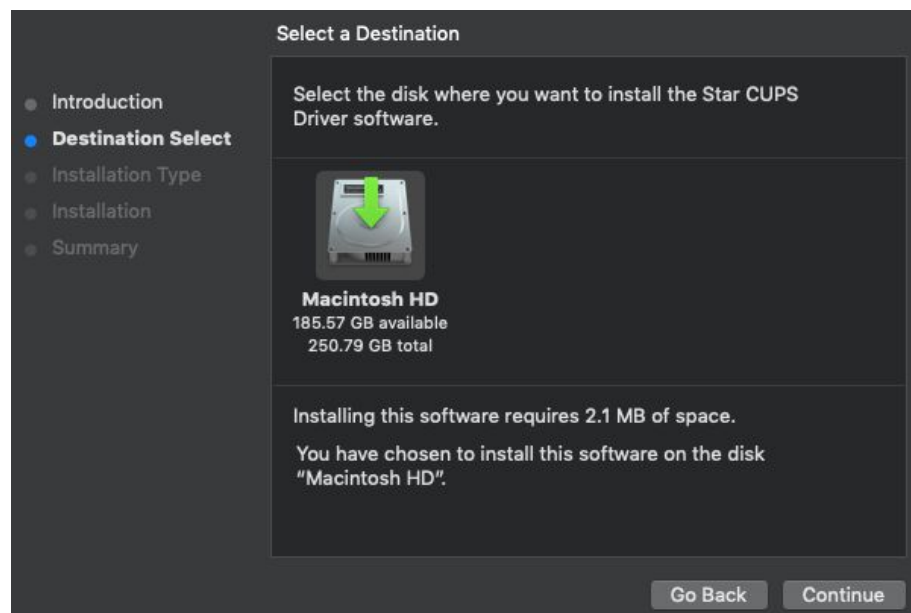 Select a Destination
Introduction
Destination Select
Installation Type
Installation
Summary
Select the disk where you want to install the Star CUPS
Driver software.
Macintosh HD
185.57 GB available
250.79 GB total
Installing this software requires 2.1 MB of space.
You have chosen to install this software on the disk
“Macintosh HD”.
Go Back
Continue